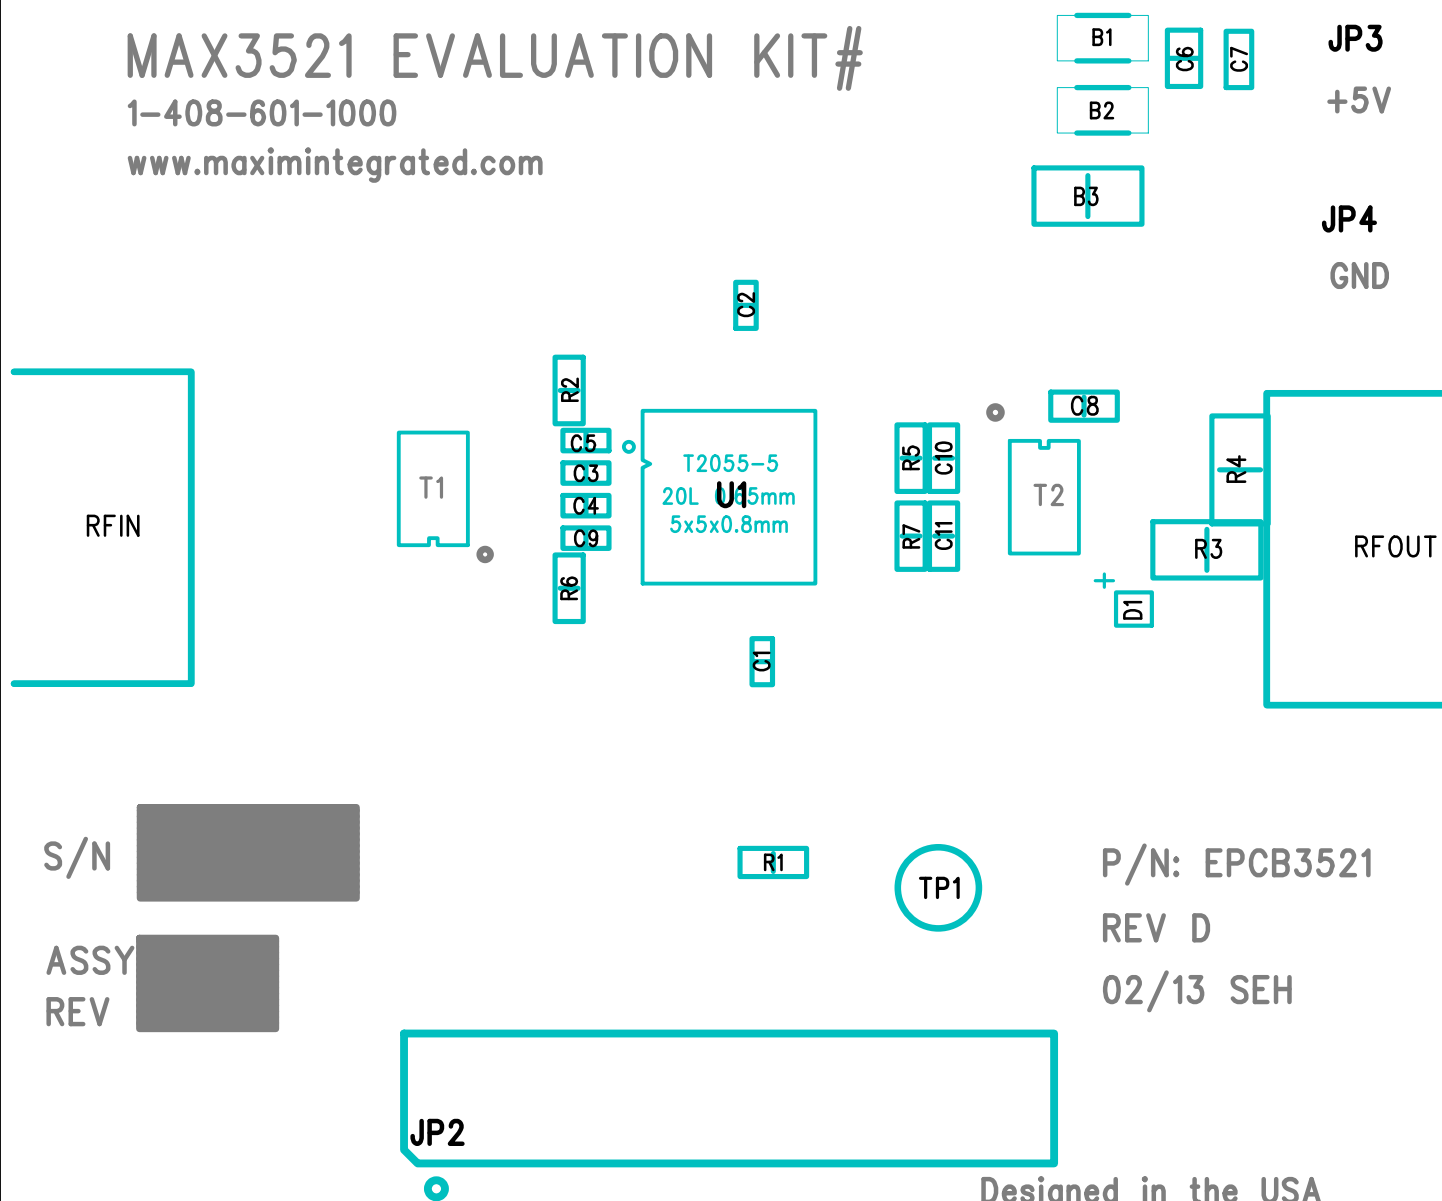 MAX3521 EVALUATION KIT#
1-408-601-1000
www.maximintegrated.com
B1
C6
C7
JP3
B2
+5V
B3
JP4
GND
C2
R2
C8
C5
T2055-5
R5
C10
R4
C3
T1
20L 0.65mm
U1
T2
C4
5x5x0.8mm
RFIN
C9
R7
C11
R3
RFOUT
R6
D1
C1
S/N
R1
TP1
P/N: EPCB3521
REV D
ASSY
REV
02/13 SEH
JP2
Designed in the USA